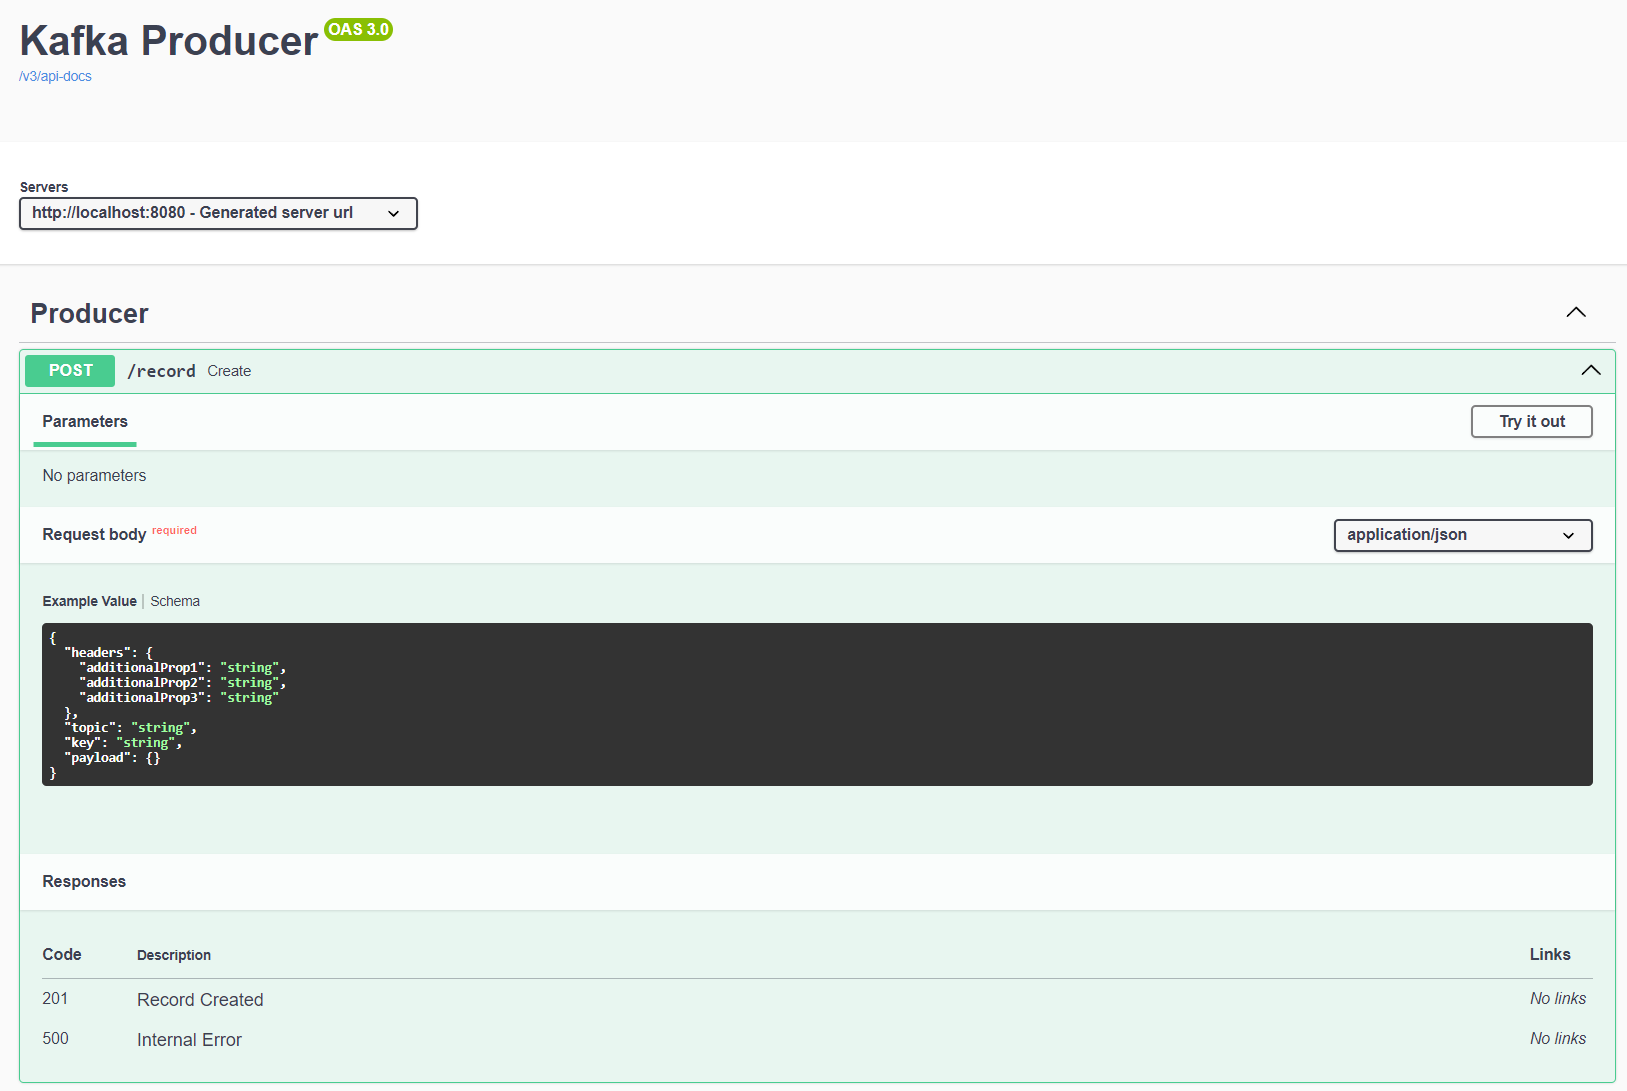 Kafka Producer OAS 3.0
/v3/api-docs
Servers
http://localhost:8080 - Generated server url
Producer
POST /record Create
Parameters Try it out
No parameters
Request body required application/json
Example Value Schema
{
  "headers": {
    "additionalProp1": "string",
    "additionalProp2": "string",
    "additionalProp3": "string"
  },
  "topic": "string",
  "key": "string",
  "payload": {}
}
Responses
Code Description Links
201 Record Created No links
500 Internal Error No links